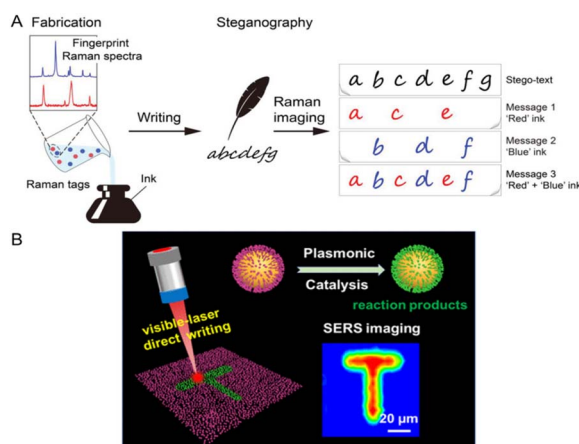 A
Fabrication
Steganography
Fingerprint
Raman spectra
Writing
Raman
imaging
abcdefg
a b c d e f g
Stego-text
a c e
Message 1
'Red' ink
b d f
Message 2
'Blue' ink
a b c d e f
Message 3
'Red' + 'Blue' ink
Raman tags
Ink
B
Plasmonic
Catalysis
reaction products
visible-laser
direct writing
SERS imaging
20 μm